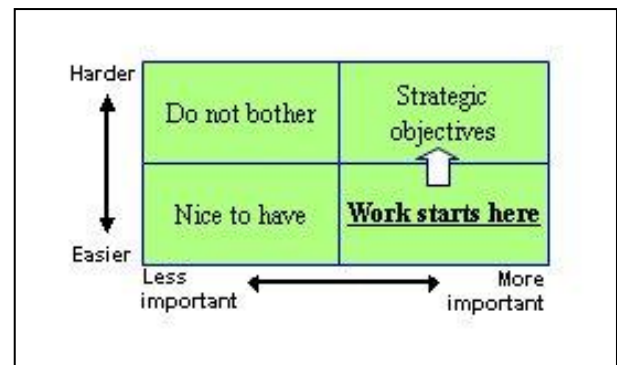 Harder
Do not bother
Strategic
objectives
Nice to have
Work starts here
Easier
Less
important
More
important